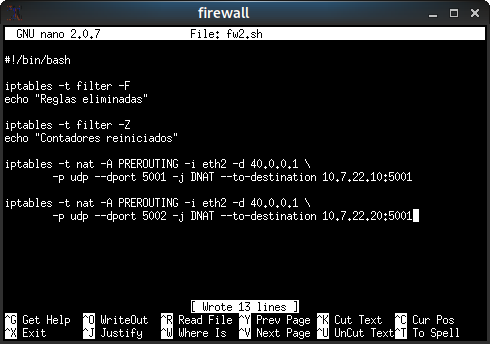 firewall
GNU nano 2.0.7 File: fw2.sh
#!/bin/bash
iptables -t filter -F
echo "Reglas eliminadas"
iptables -t filter -Z
echo "Contadores reiniciados"
iptables -t nat -A PREROUTING -i eth2 -d 40.0.0.1 \
-p udp --dport 5001 -j DNAT --to-destination 10.7.22.10:5001
iptables -t nat -A PREROUTING -i eth2 -d 40.0.0.1 \
-p udp --dport 5002 -j DNAT --to-destination 10.7.22.20:5001
[ Wrote 13 lines ]
^G Get Help ^O WriteOut ^R Read File ^Y Prev Page ^K Cut Text ^C Cur Pos
^X Exit ^J Justify ^W Where Is ^V Next Page ^U UnCut Text ^T To Spell